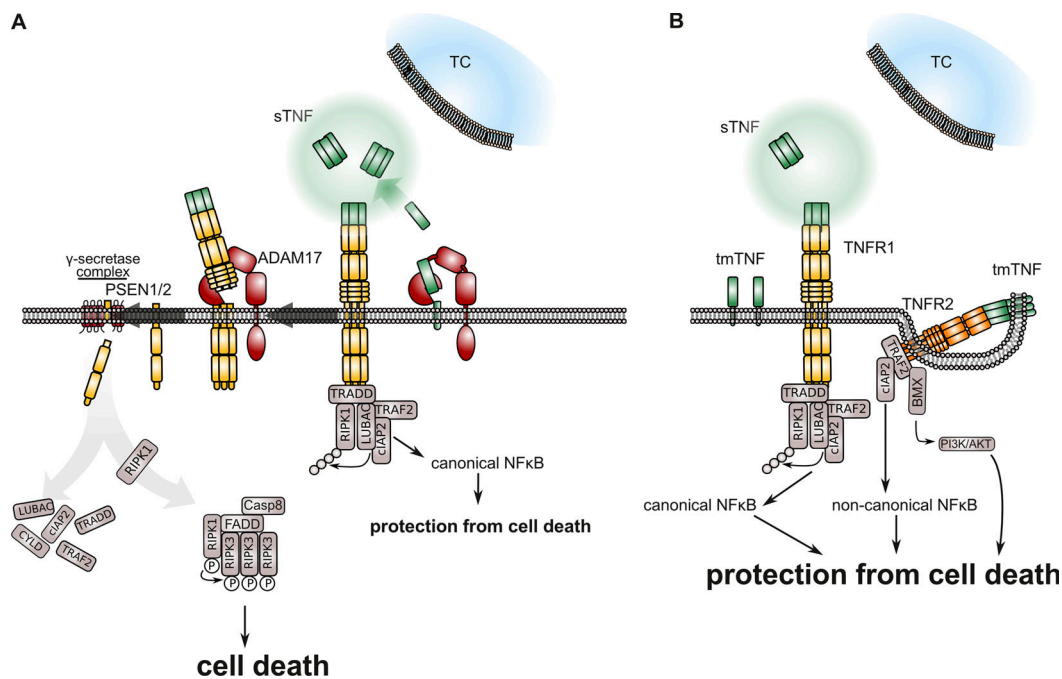 A
TC
sTNF
ADAM17
γ-secretase
complex
PSEN1/2
TRADD
RIPK1
LUBAC
cIAP2
TRAF2
canonical NFκB
protection from cell death
RIPK1
LUBAC
cIAP2
TRADD
CYLD
TRAF2
Casp8
FADD
RIPK1
RIPK3
RIPK3
RIPK3
P
P
P
P
cell death
B
TC
sTNF
TNFR1
tmTNF
tmTNF
TNFR2
TRAF2
cIAP2
BMX
TRADD
RIPK1
LUBAC
cIAP2
TRAF2
PI3K/AKT
canonical NFκB
non-canonical NFκB
protection from cell death